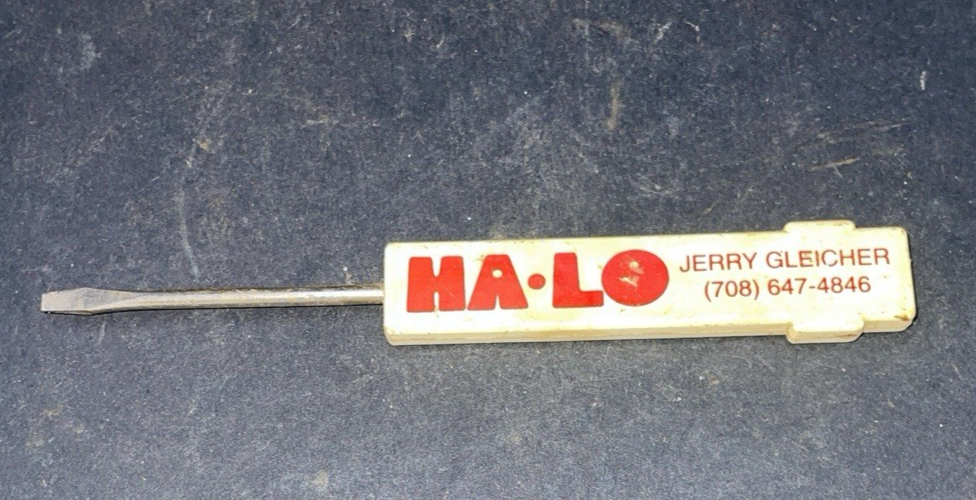 HA·LO
JERRY GLEICHER
(708) 647-4846